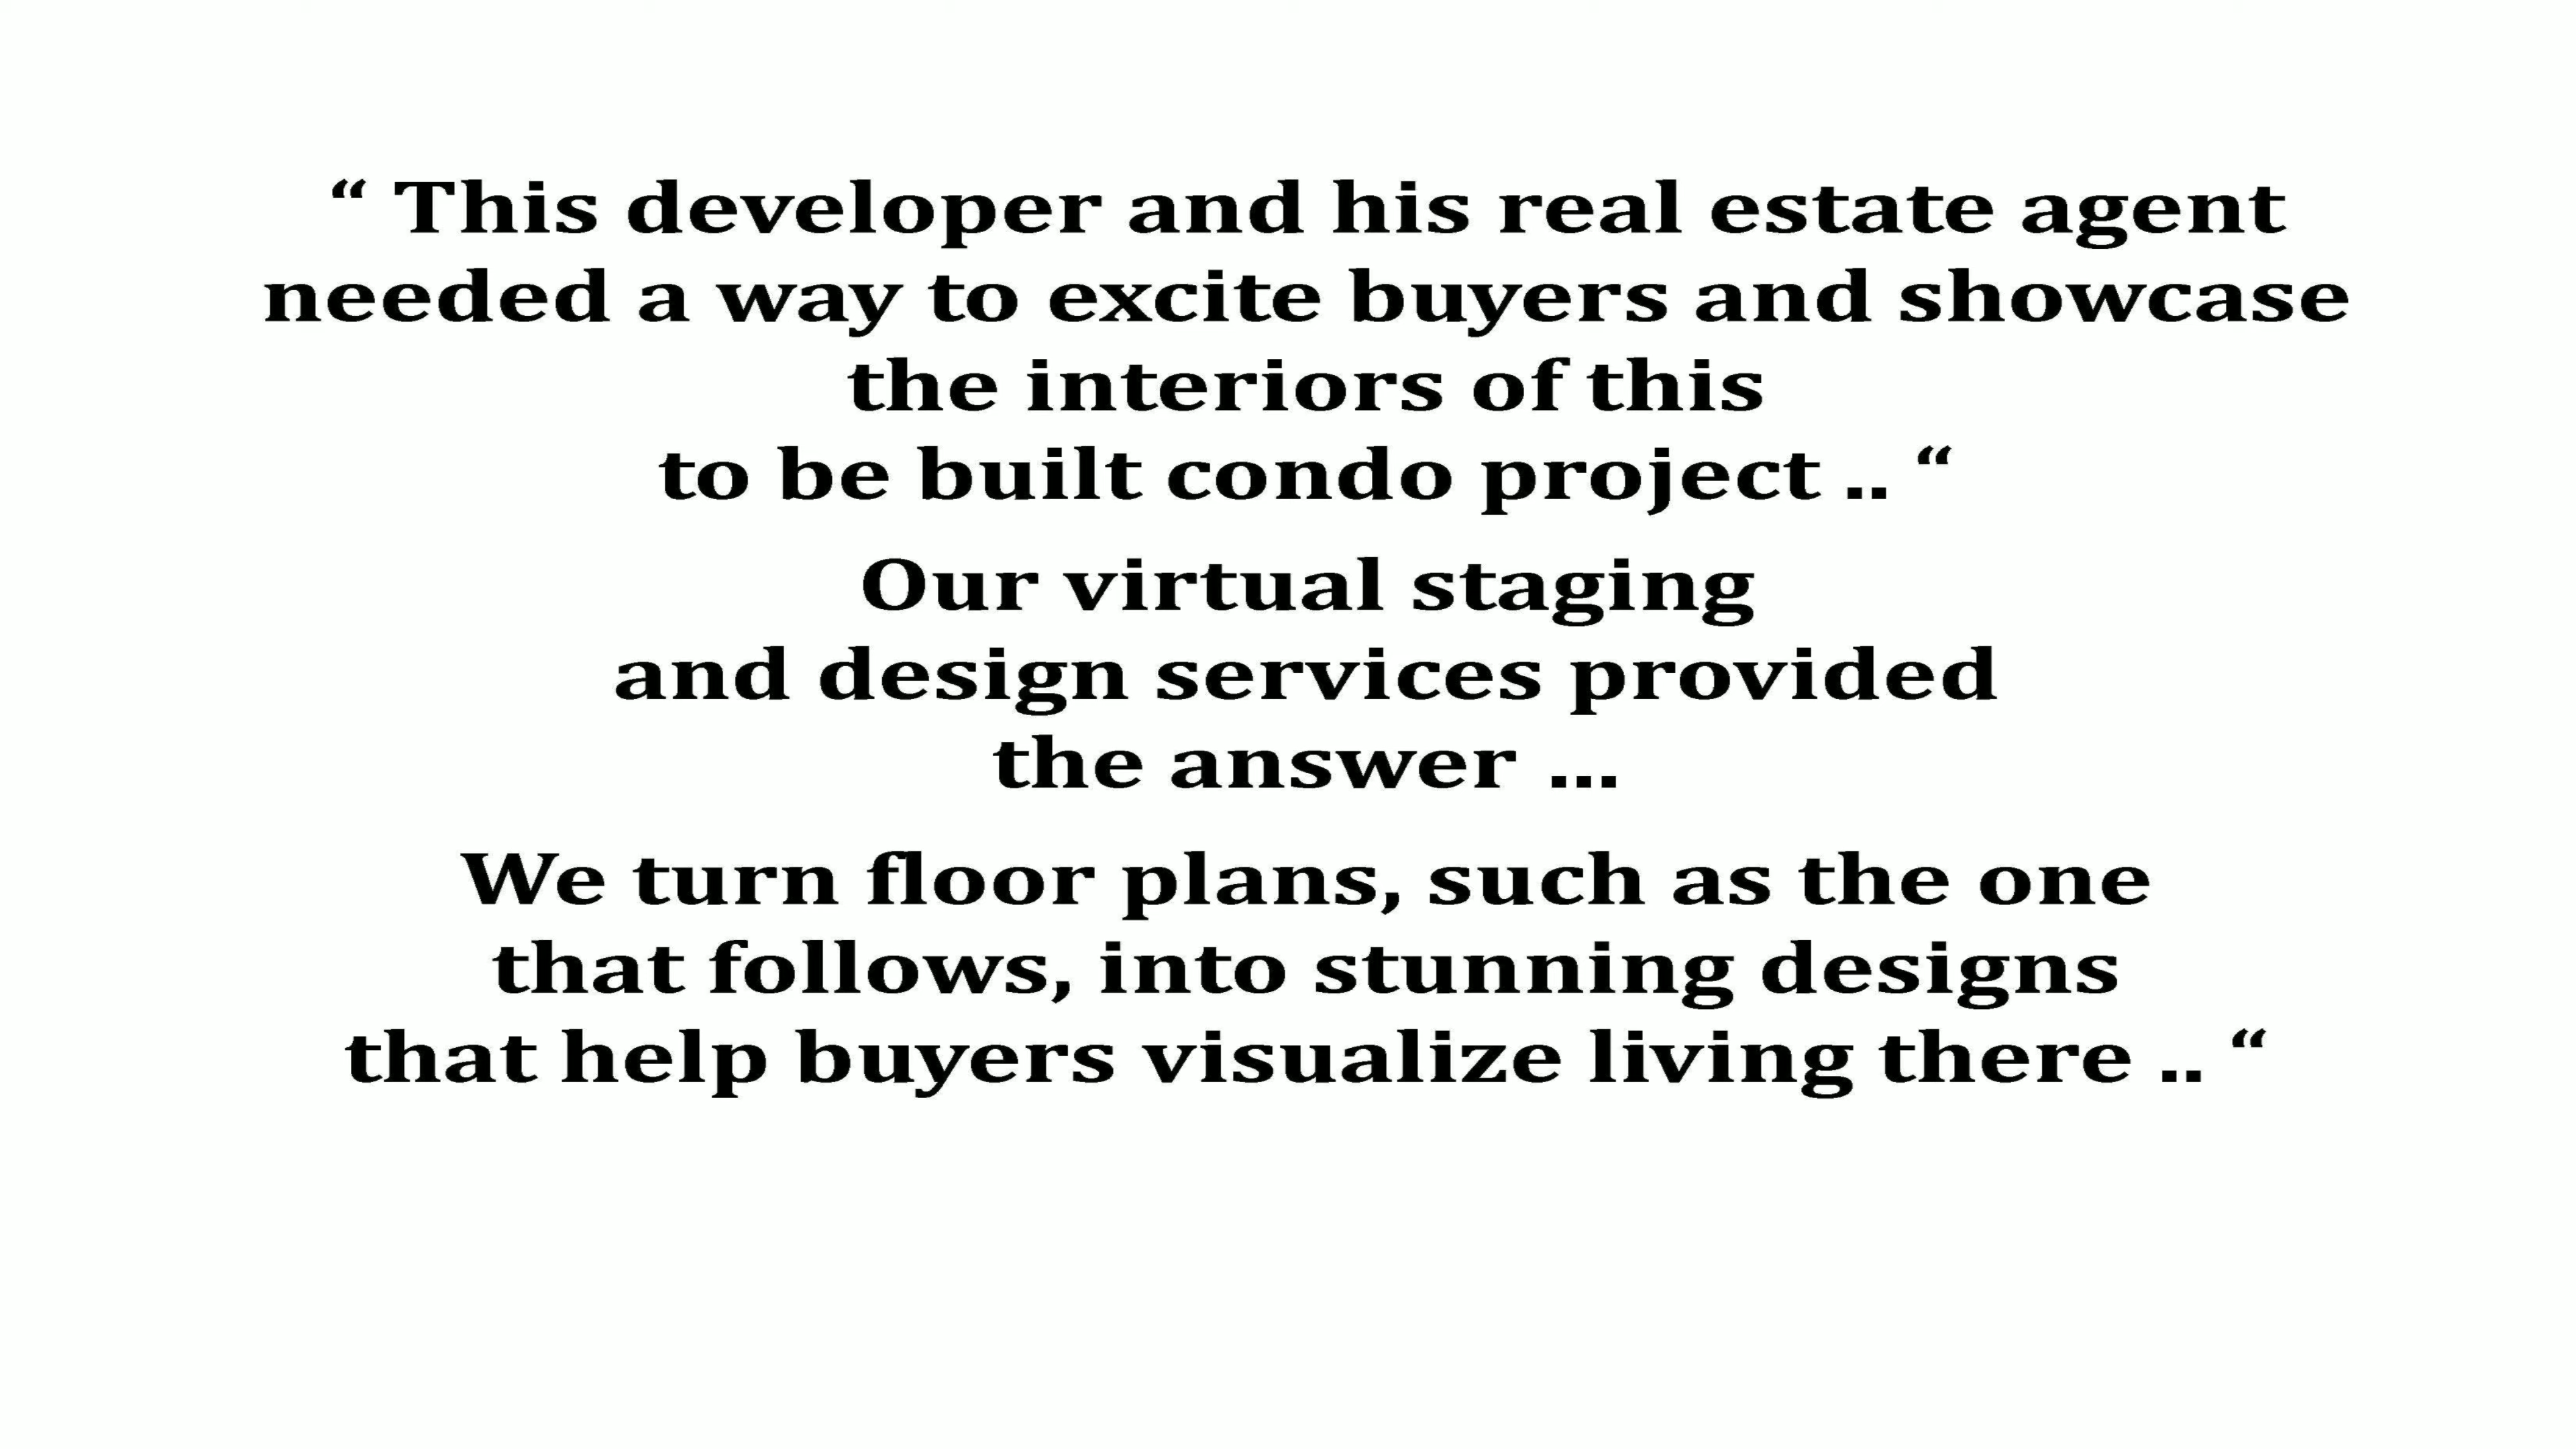 “ This developer and his real estate agent
needed a way to excite buyers and showcase
the interiors of this
to be built condo project .. “
Our virtual staging
and design services provided
the answer ...
We turn floor plans, such as the one
that follows, into stunning designs
that help buyers visualize living there .. “